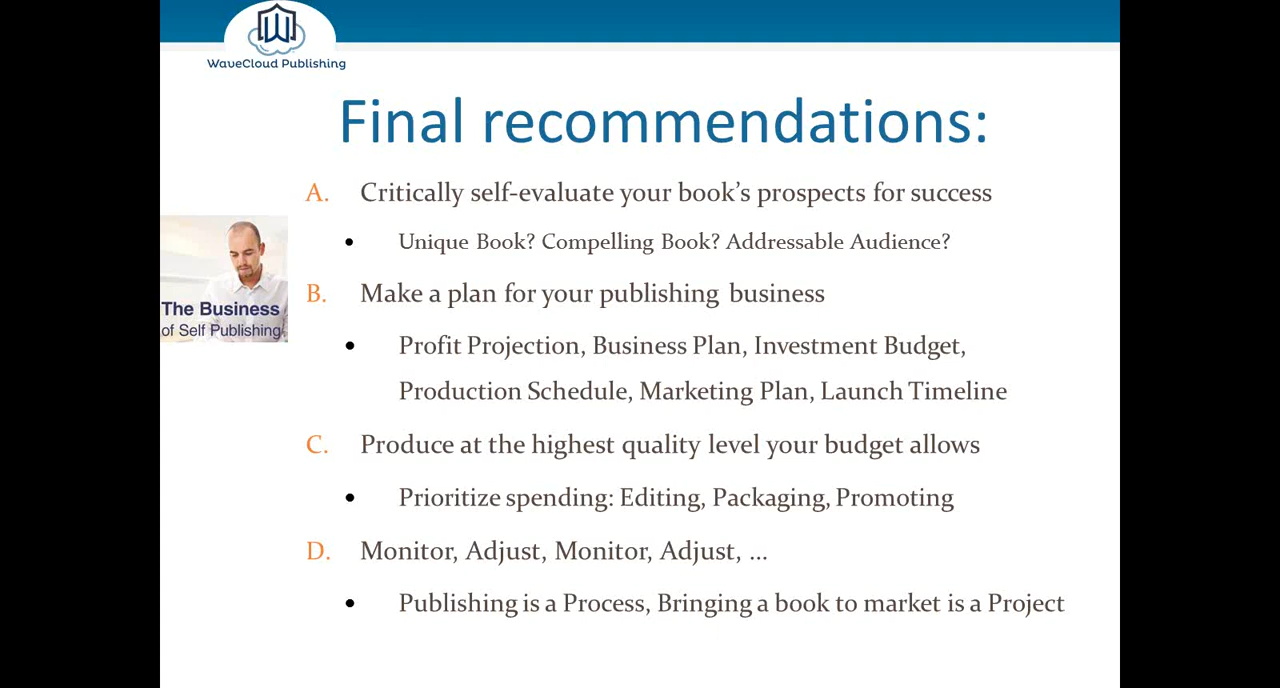 WaveCloud Publishing
Final recommendations:
A. Critically self-evaluate your book's prospects for success
• Unique Book? Compelling Book? Addressable Audience?
The Business
of Self Publishing
B. Make a plan for your publishing business
• Profit Projection, Business Plan, Investment Budget,
Production Schedule, Marketing Plan, Launch Timeline
C. Produce at the highest quality level your budget allows
• Prioritize spending: Editing, Packaging, Promoting
D. Monitor, Adjust, Monitor, Adjust, ...
• Publishing is a Process, Bringing a book to market is a Project